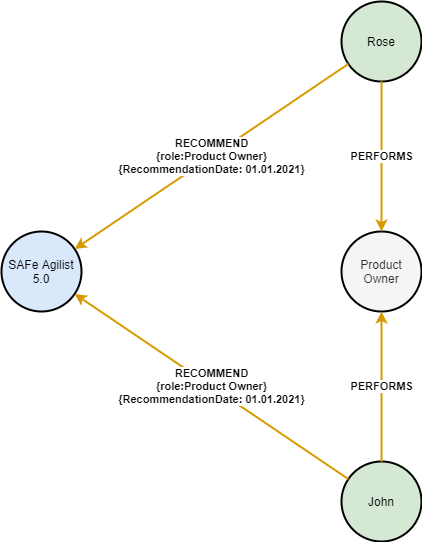 Rose
RECOMMEND
{role:Product Owner}
{RecommendationDate: 01.01.2021}
PERFORMS
SAFe Agilist
5.0
Product
Owner
RECOMMEND
{role:Product Owner}
{RecommendationDate: 01.01.2021}
PERFORMS
John